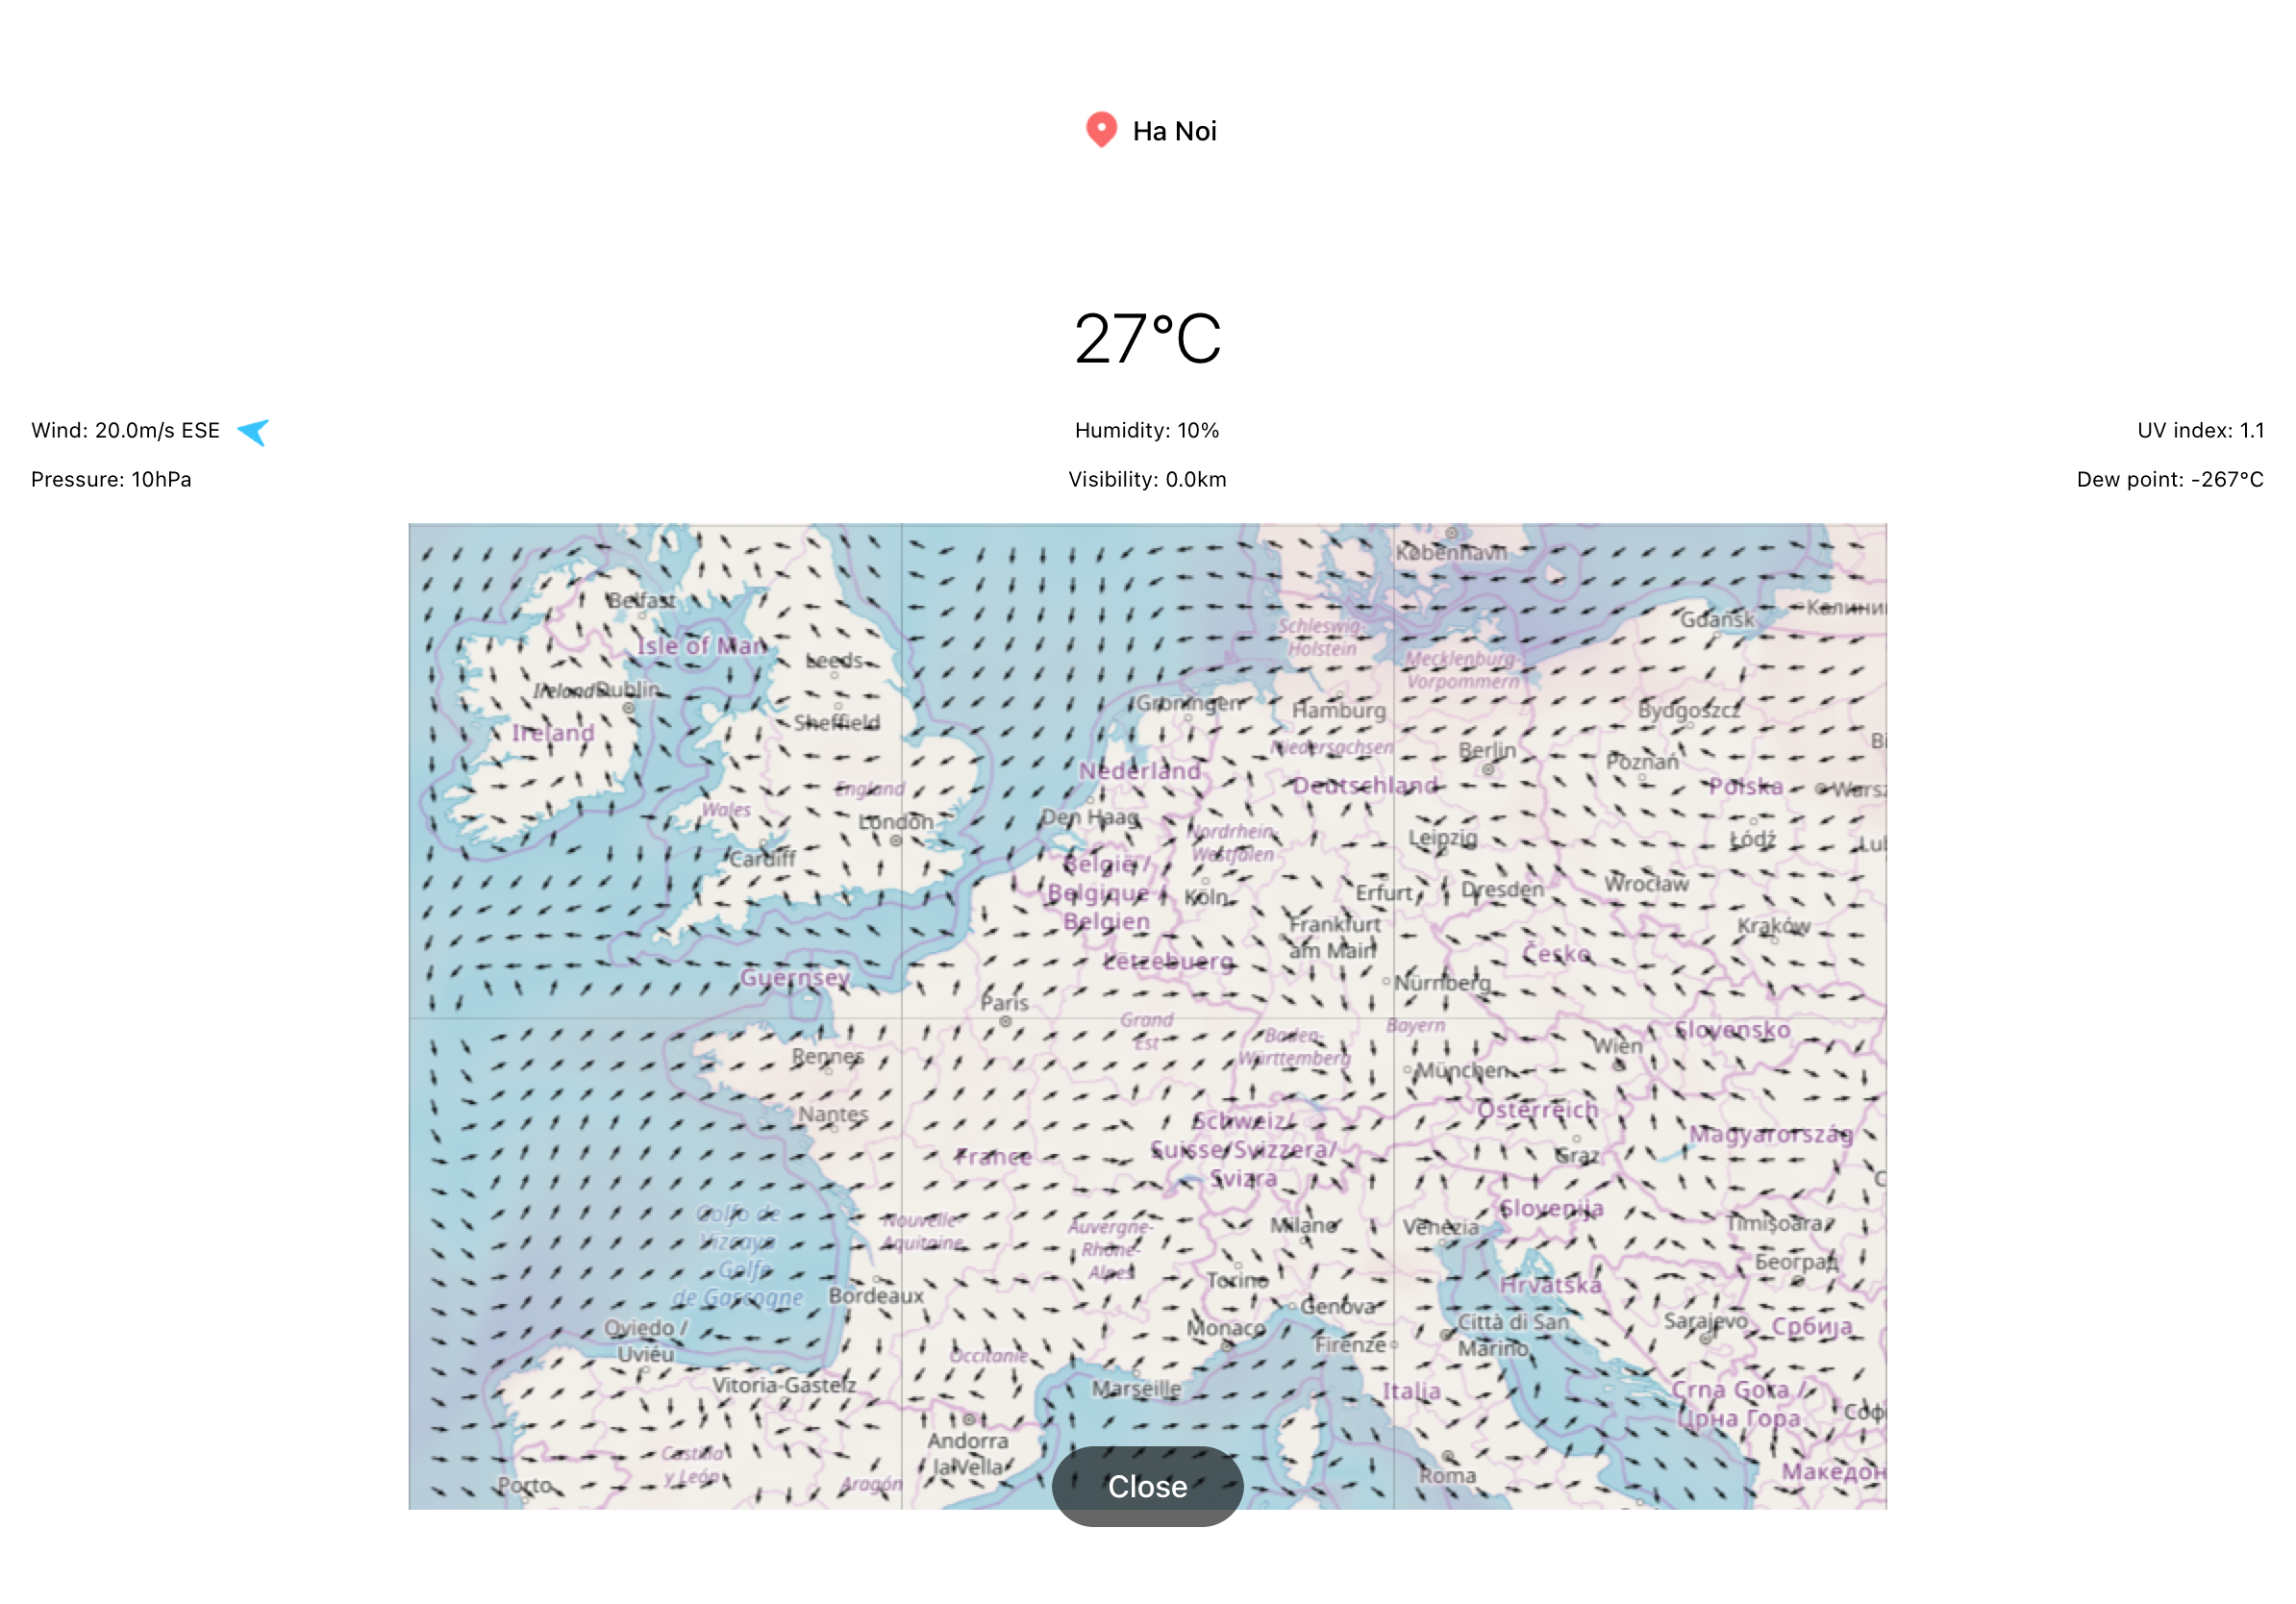 Ha Noi
27°C
Wind: 20.0m/s ESE
Humidity: 10%
UV index: 1.1
Pressure: 10hPa
Visibility: 0.0km
Dew point: -267°C
København
Belfast
Gdańsk
Калини
Schleswig-
Holstein
Isle of Man
Leeds
Mecklenburg-
Vorpommern
Ireland
Dublin
Groningen
Hamburg
Bydgoszcz
Sheffield
Ireland
Niedersachsen
Berlin
Bi
Nederland
Poznań
England
Deutschland
Polska
Warsz
Wales
Den Haag
London
Nordrhein-
Westfalen
Leipzig
Łódź
Lub
Cardiff
België /
Belgique /
Belgien
Köln
Erfurt
Dresden
Wrocław
Frankfurt
am Main
Kraków
Česko
Lëtzebuerg
Guernsey
Nürnberg
Paris
Grand
Est
Bayern
Slovensko
Baden-
Württemberg
Wien
Rennes
München
Nantes
Schweiz/
Suisse/Svizzera/
Svizra
Österreich
Magyarország
France
Graz
Golfo de
Vizcaya
Golfe
de Gascogne
Nouvelle-
Aquitaine
Auvergne-
Rhône-
Alpes
Milano
Venezia
Slovenija
Timișoara
Београд
Torino
Hrvatska
Bordeaux
Genova
Oviedo /
Uviéu
Monaco
Firenze
Città di San
Marino
Sarajevo
Србија
Occitanie
Vitoria-Gasteiz
Marseille
Italia
Crna Gora /
Црна Гора
Соф
Andorra
la Vella
Castilla
y León
Aragón
Porto
Roma
Македон
Close